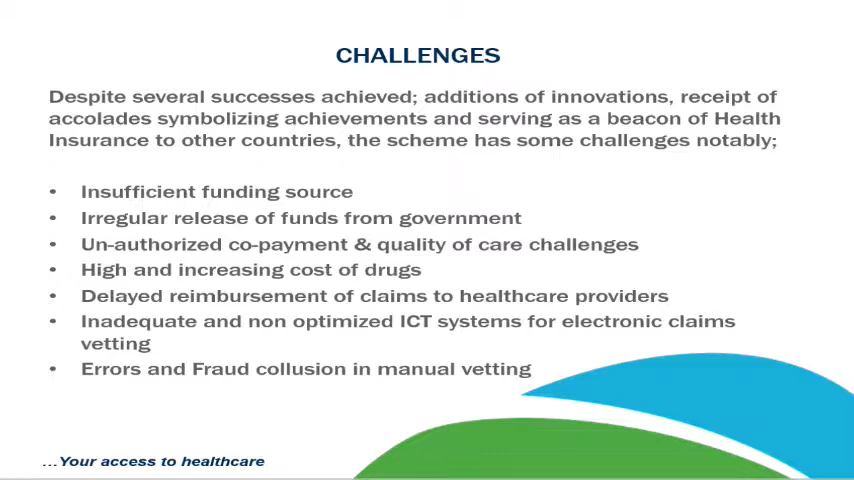 CHALLENGES
Despite several successes achieved; additions of innovations, receipt of
accolades symbolizing achievements and serving as a beacon of Health
Insurance to other countries, the scheme has some challenges notably;
• Insufficient funding source
• Irregular release of funds from government
• Un-authorized co-payment & quality of care challenges
• High and increasing cost of drugs
• Delayed reimbursement of claims to healthcare providers
• Inadequate and non optimized ICT systems for electronic claims
vetting
• Errors and Fraud collusion in manual vetting
...Your access to healthcare